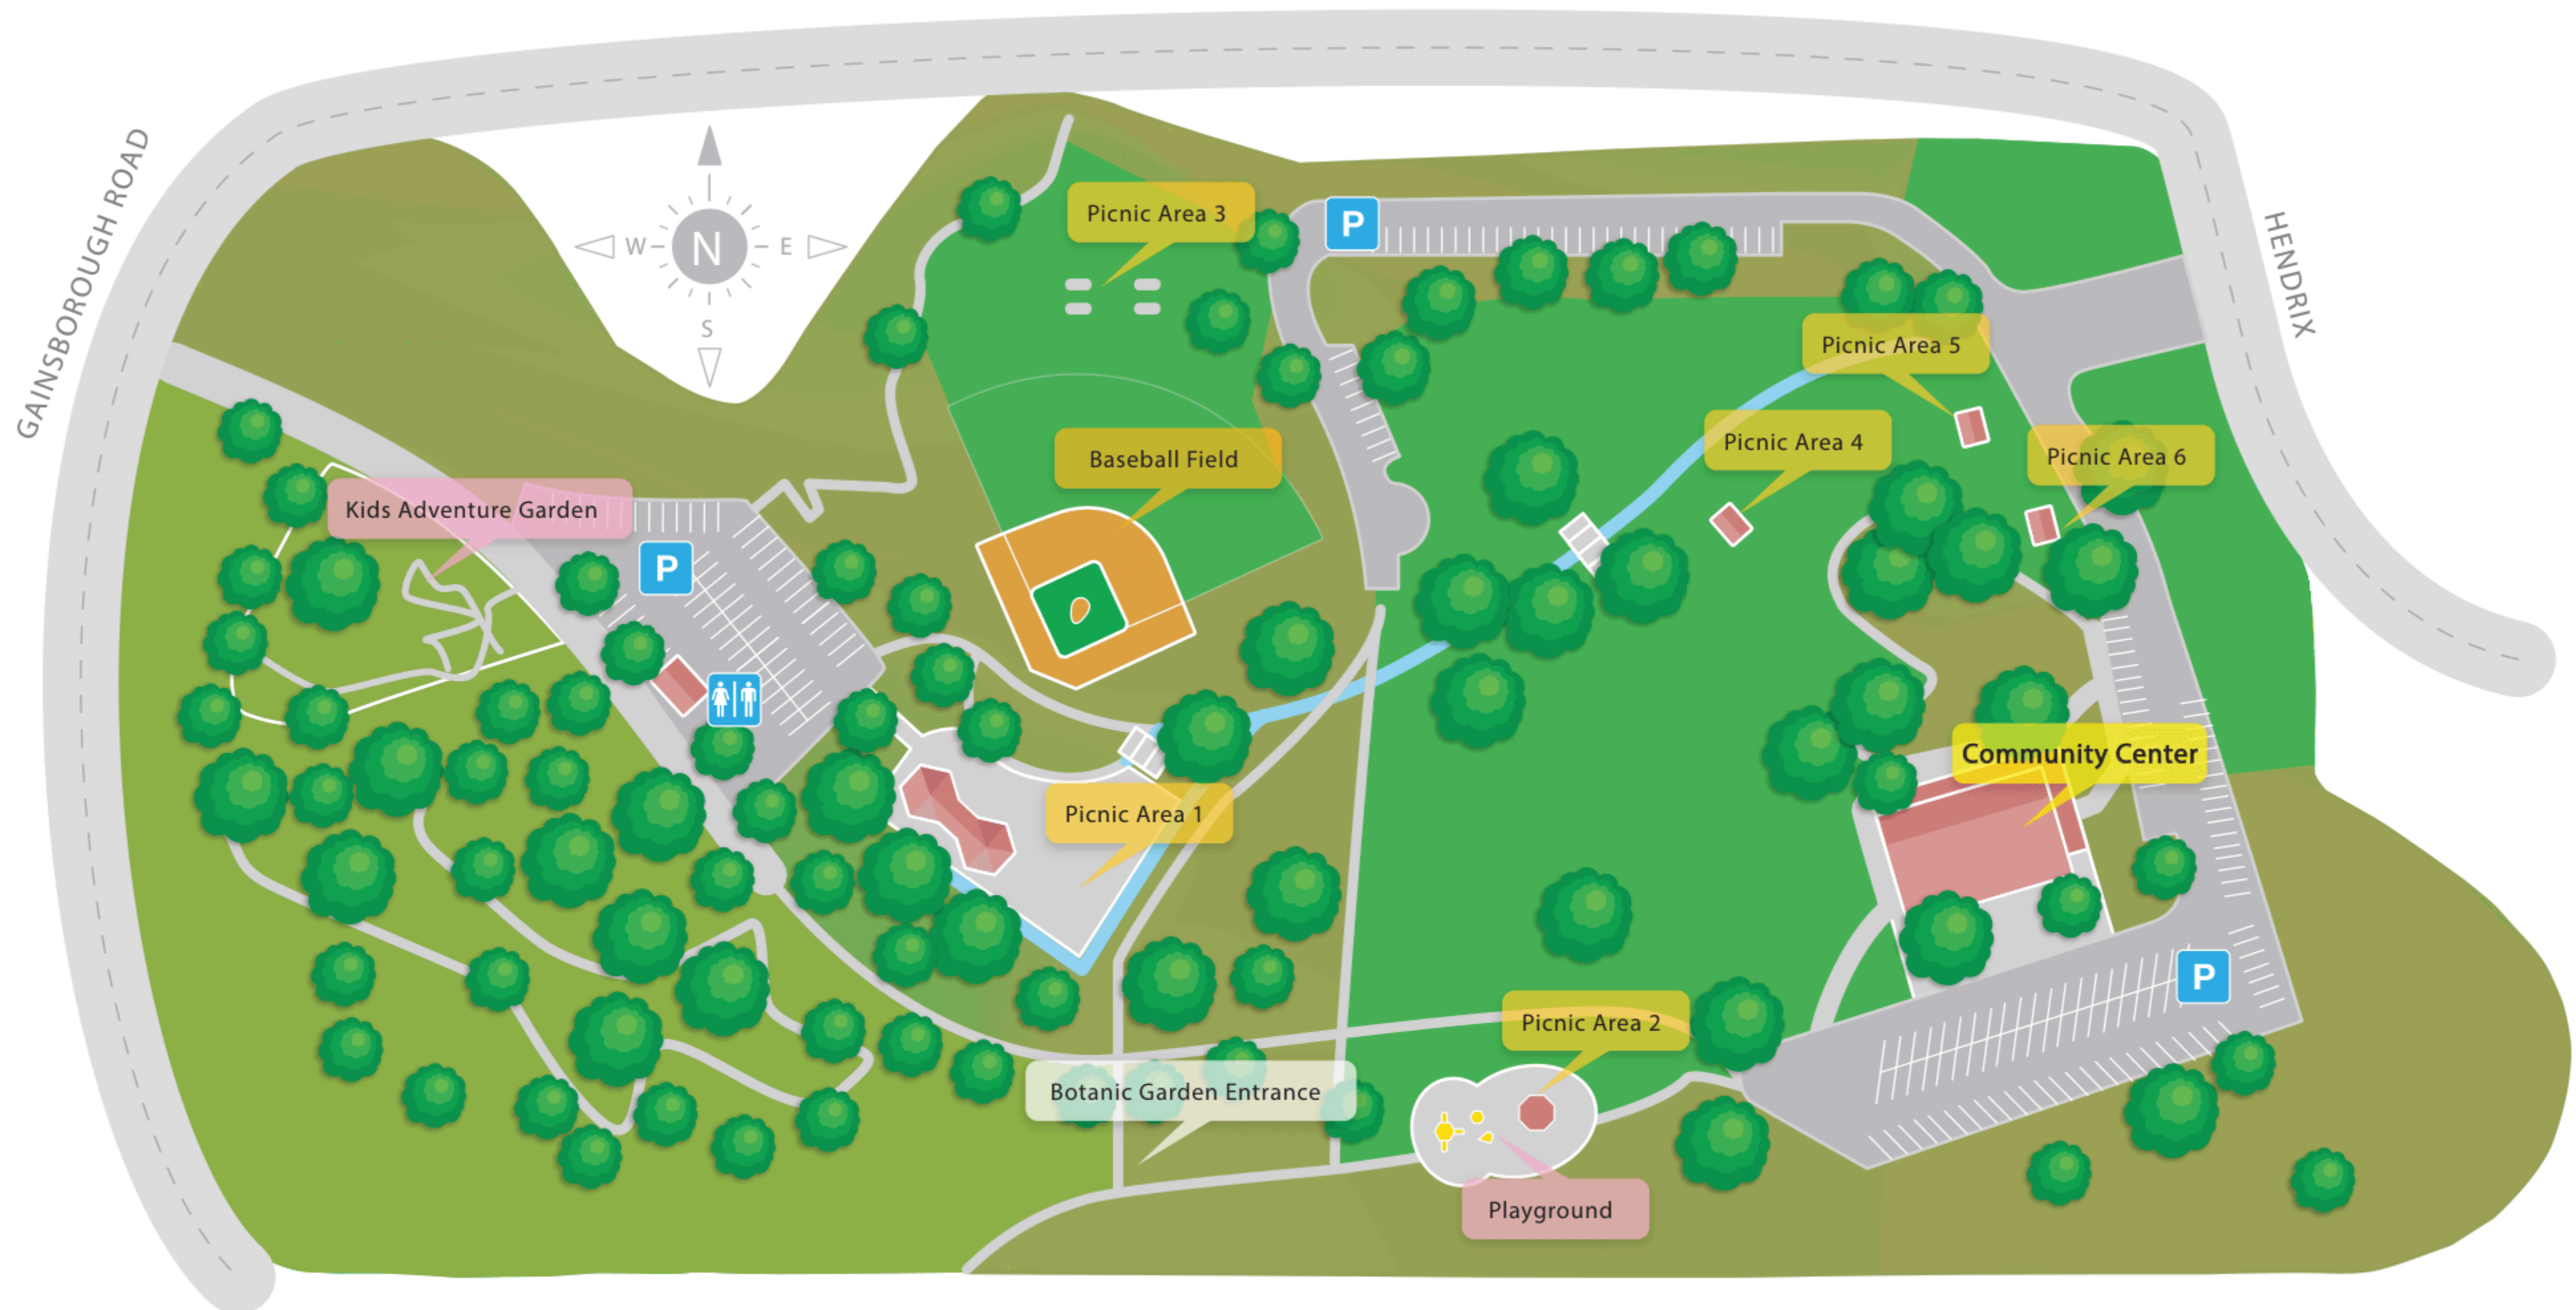 GAINSBOROUGH ROAD
HENDRIX
N
W
E
S
Picnic Area 3
P
Picnic Area 5
Picnic Area 4
Picnic Area 6
Baseball Field
Kids Adventure Garden
P
Community Center
Picnic Area 1
P
Picnic Area 2
Botanic Garden Entrance
Playground